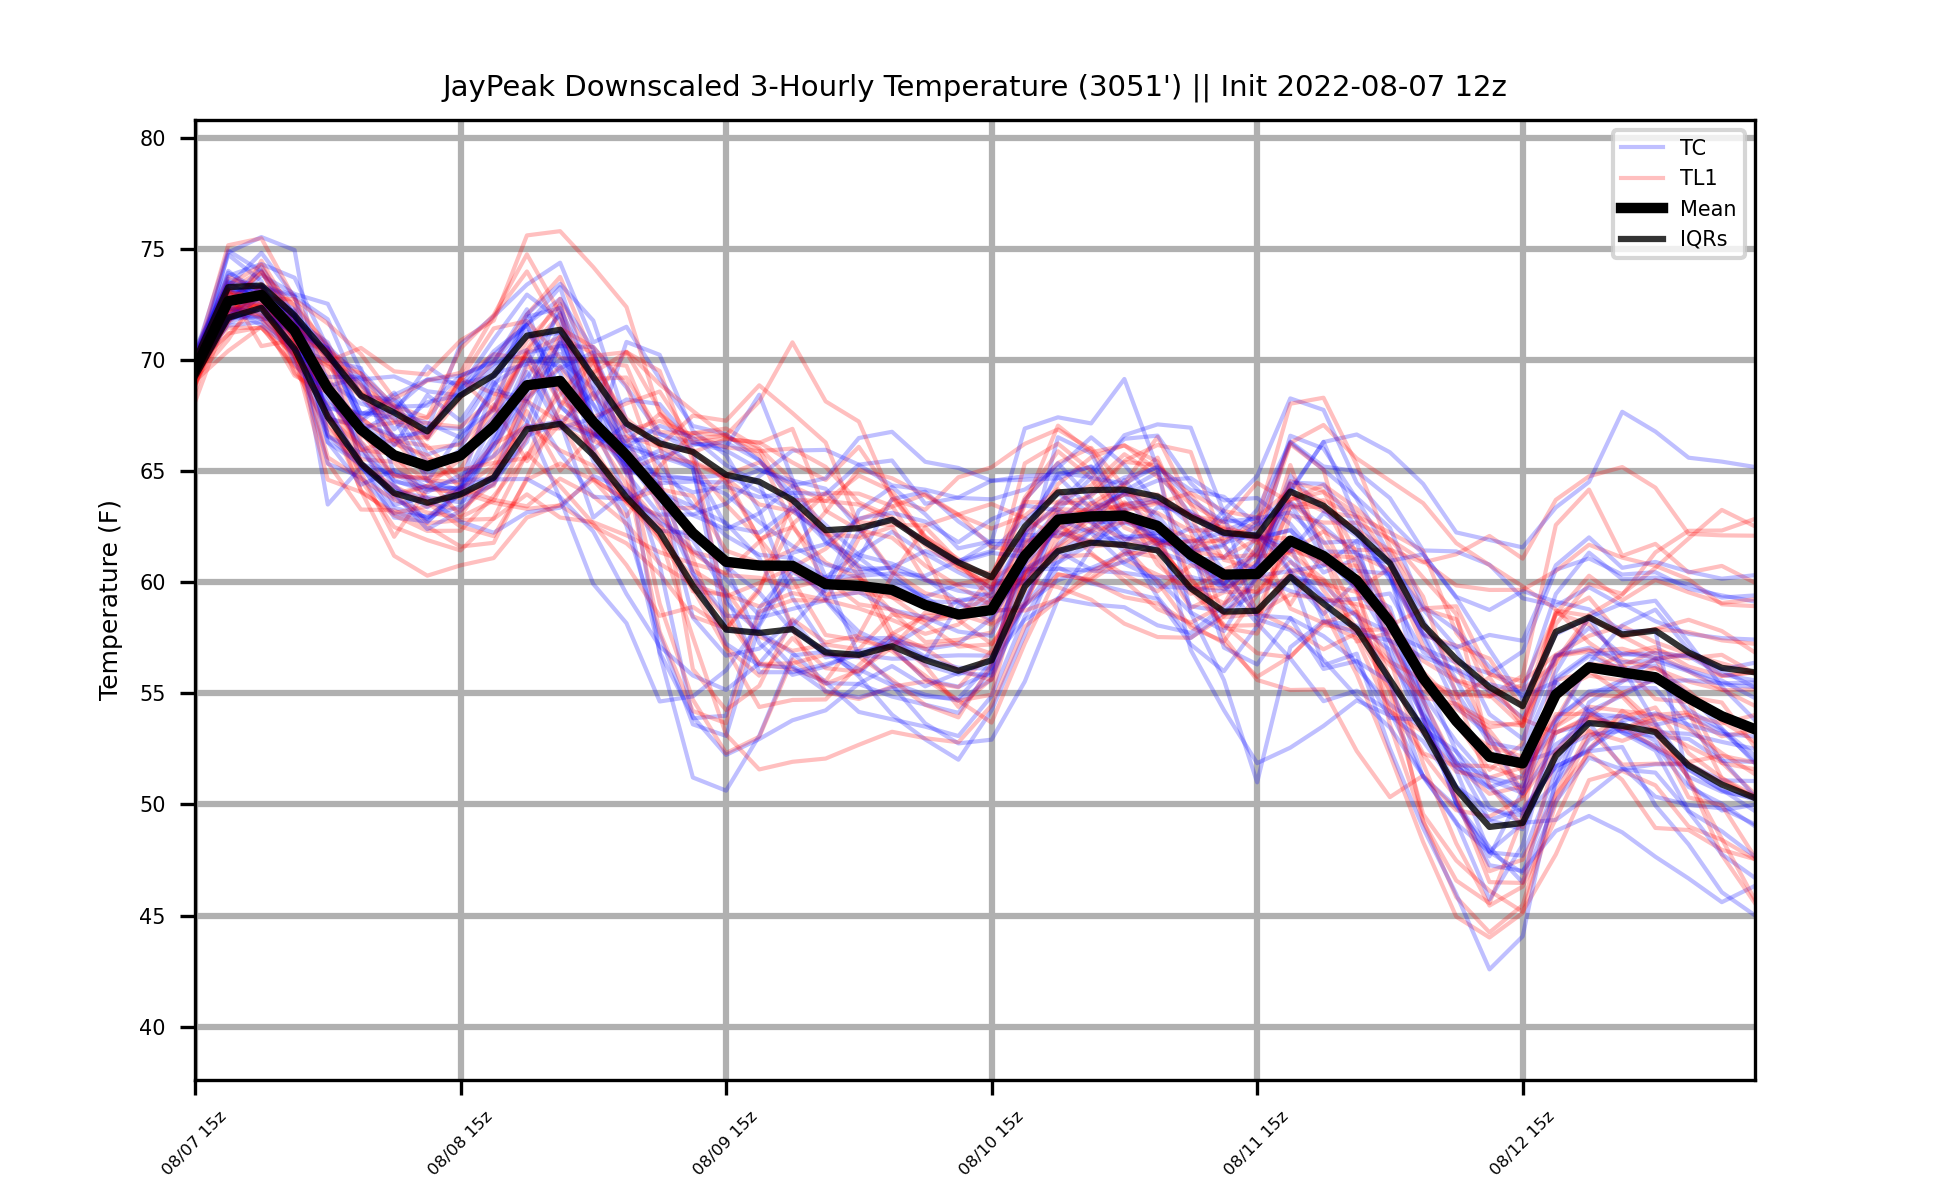 JayPeak Downscaled 3-Hourly Temperature (3051') || Init 2022-08-07 12z
TC
TL1
Mean
IQRs
Temperature (F)
80
75
70
65
60
55
50
45
40
08/07 15z
08/08 15z
08/09 15z
08/10 15z
08/11 15z
08/12 15z